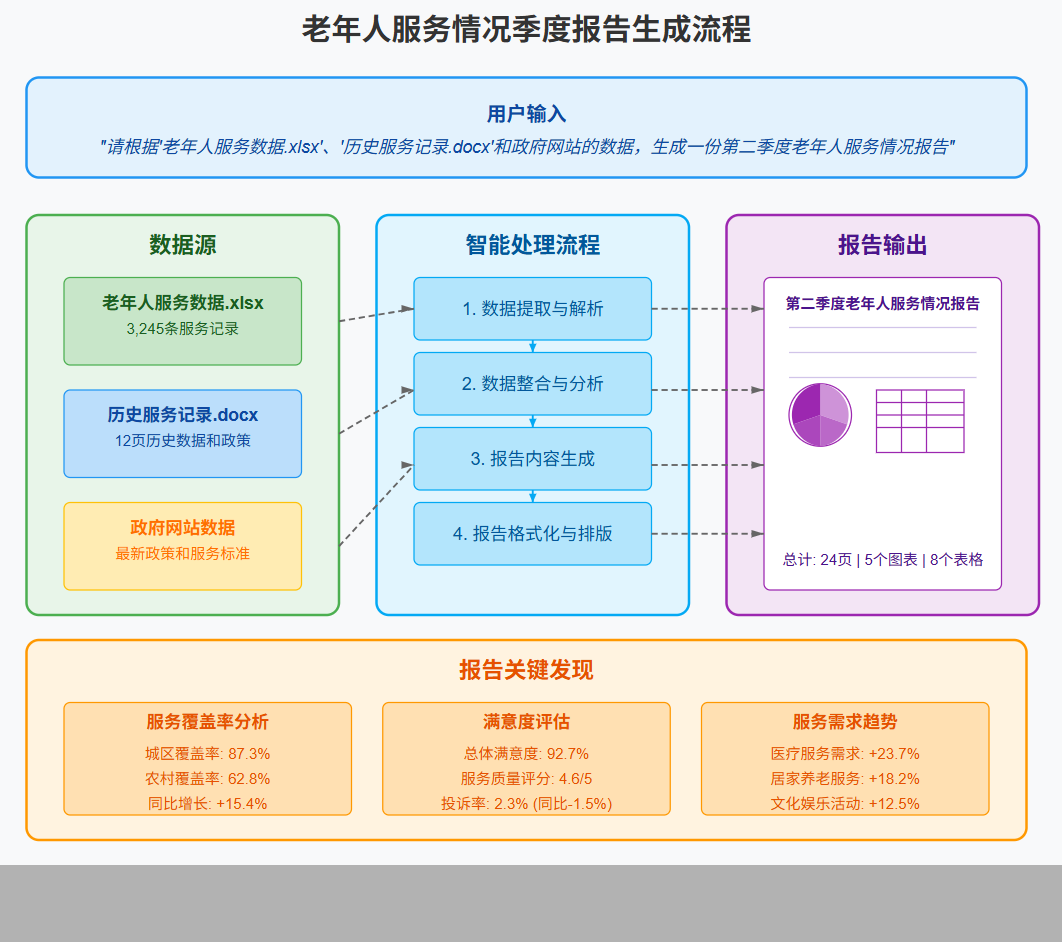 老年人服务情况季度报告生成流程
用户输入
"请根据'老年人服务数据.xlsx'、'历史服务记录.docx'和政府网站的数据，生成一份第二季度老年人服务情况报告"
数据源
老年人服务数据.xlsx
3,245条服务记录
历史服务记录.docx
12页历史数据和政策
政府网站数据
最新政策和服务标准
智能处理流程
1. 数据提取与解析
2. 数据整合与分析
3. 报告内容生成
4. 报告格式化与排版
报告输出
第二季度老年人服务情况报告
总计: 24页 | 5个图表 | 8个表格
报告关键发现
服务覆盖率分析
城区覆盖率: 87.3%
农村覆盖率: 62.8%
同比增长: +15.4%
满意度评估
总体满意度: 92.7%
服务质量评分: 4.6/5
投诉率: 2.3% (同比-1.5%)
服务需求趋势
医疗服务需求: +23.7%
居家养老服务: +18.2%
文化娱乐活动: +12.5%